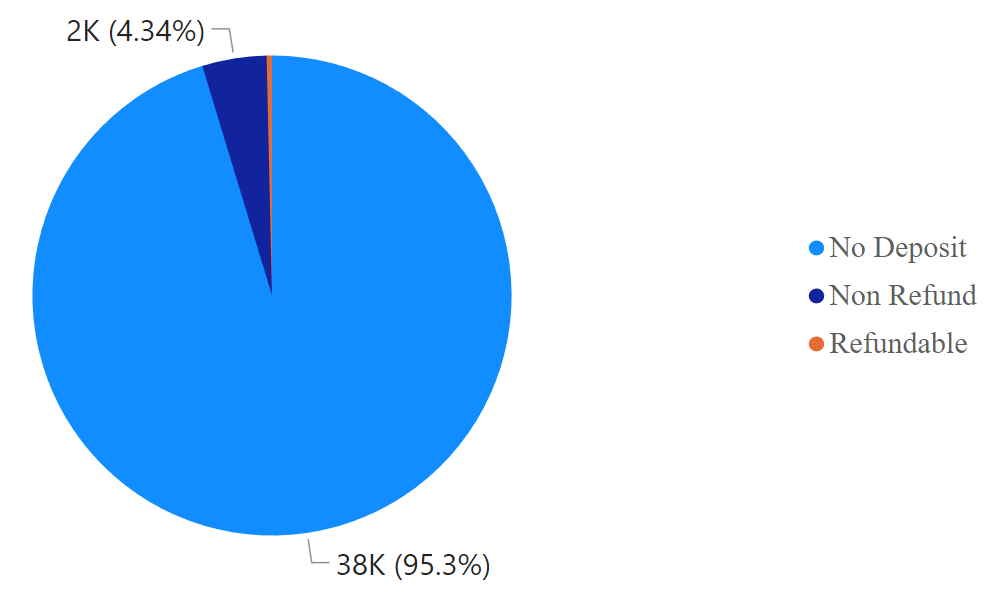 2K (4.34%)
No Deposit
Non Refund
Refundable
38K (95.3%)